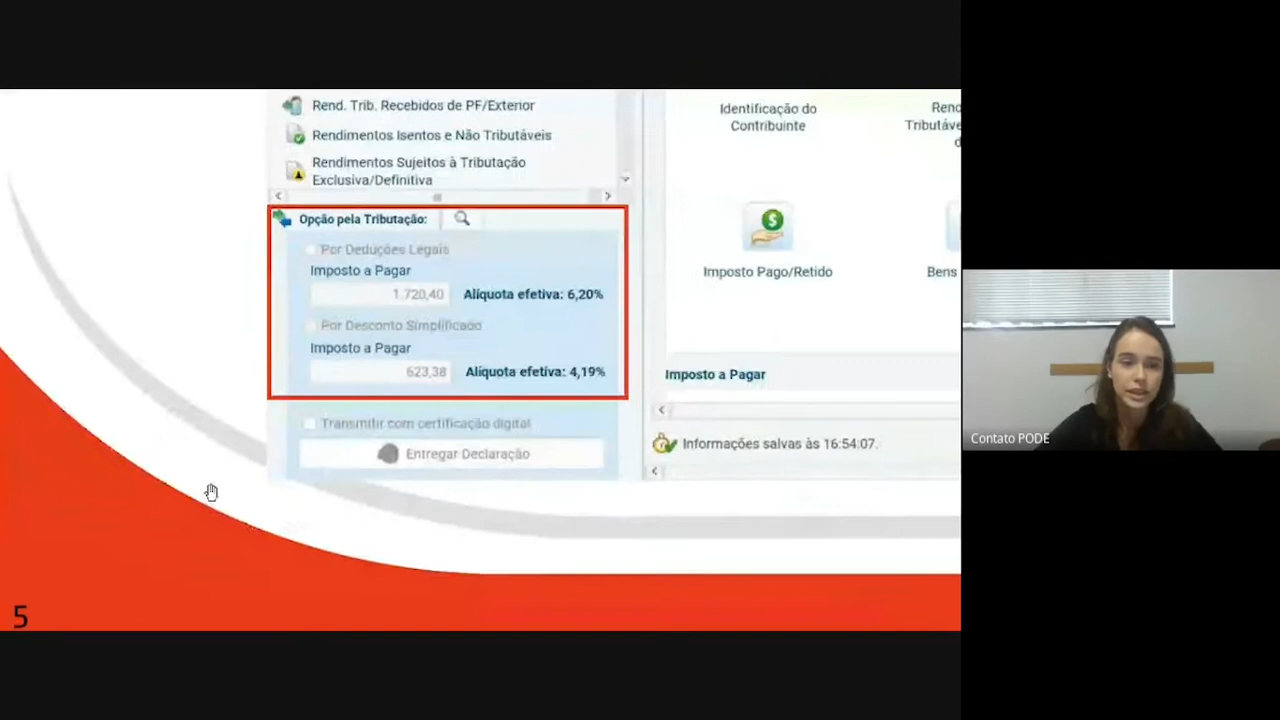 Rend. Trib. Recebidos de PF/Exterior
Rendimentos Isentos e Não Tributáveis
Rendimentos Sujeitos à Tributação
Exclusiva/Definitiva
Opção pela Tributação:
Por Deduções Legais
Imposto a Pagar
1.720,40 Alíquota efetiva: 6,20%
Por Desconto Simplificado
Imposto a Pagar
623,38 Alíquota efetiva: 4,19%
Transmitir com certificação digital
Entregar Declaração
Identificação do
Contribuinte
Rend
Tributáve
d
Imposto Pago/Retido
Bens
Imposto a Pagar
Informações salvas às 16:54:07.
5
Contato PODE